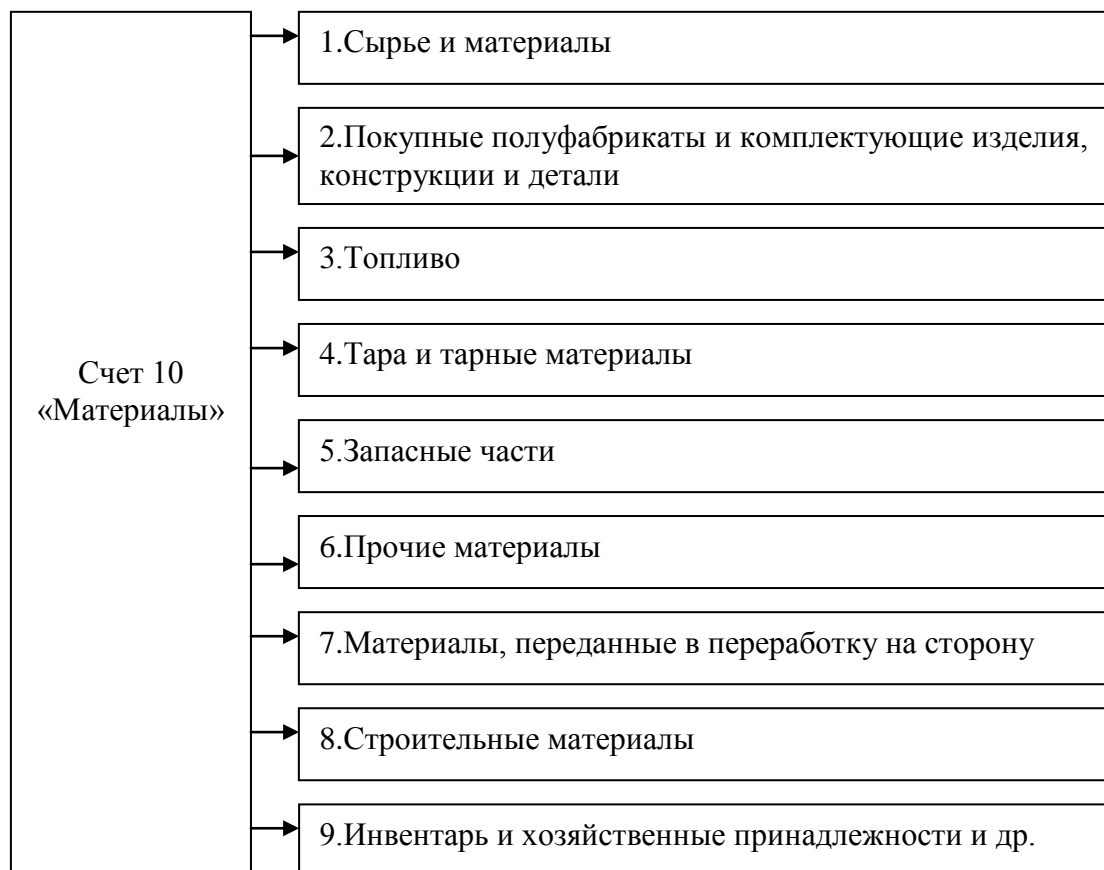 Счет 10
«Материалы»
1.Сырье и материалы
2.Покупные полуфабрикаты и комплектующие изделия,
конструкции и детали
3.Топливо
4.Тара и тарные материалы
5.Запасные части
6.Прочие материалы
7.Материалы, переданные в переработку на сторону
8.Строительные материалы
9.Инвентарь и хозяйственные принадлежности и др.